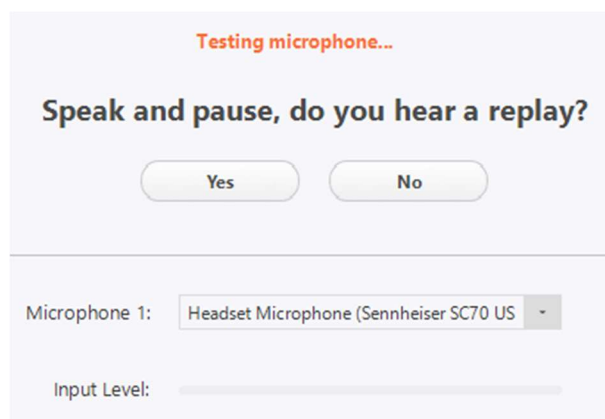 Testing microphone...
Speak and pause, do you hear a replay?
Yes
No
Microphone 1:
Headset Microphone (Sennheiser SC70 US
Input Level: